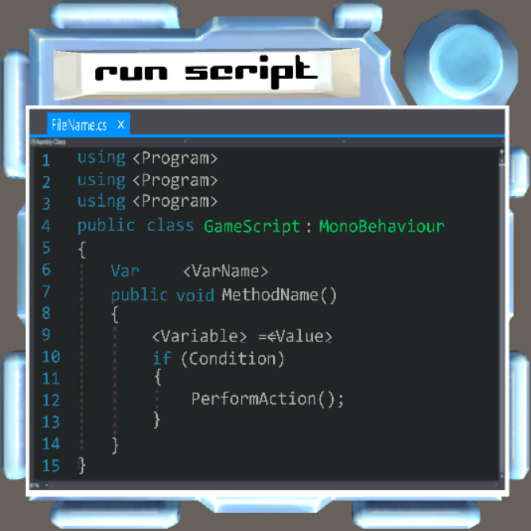 run script
FileName.cs x
1 using <Program>
2 using <Program>
3 using <Program>
4 public class GameScript : MonoBehaviour
5 {
6 Var <VarName>
7 public void MethodName()
8 {
9 <Variable> =<Value>
10 if (Condition)
11 {
12 PerformAction();
13 }
14 }
15 }